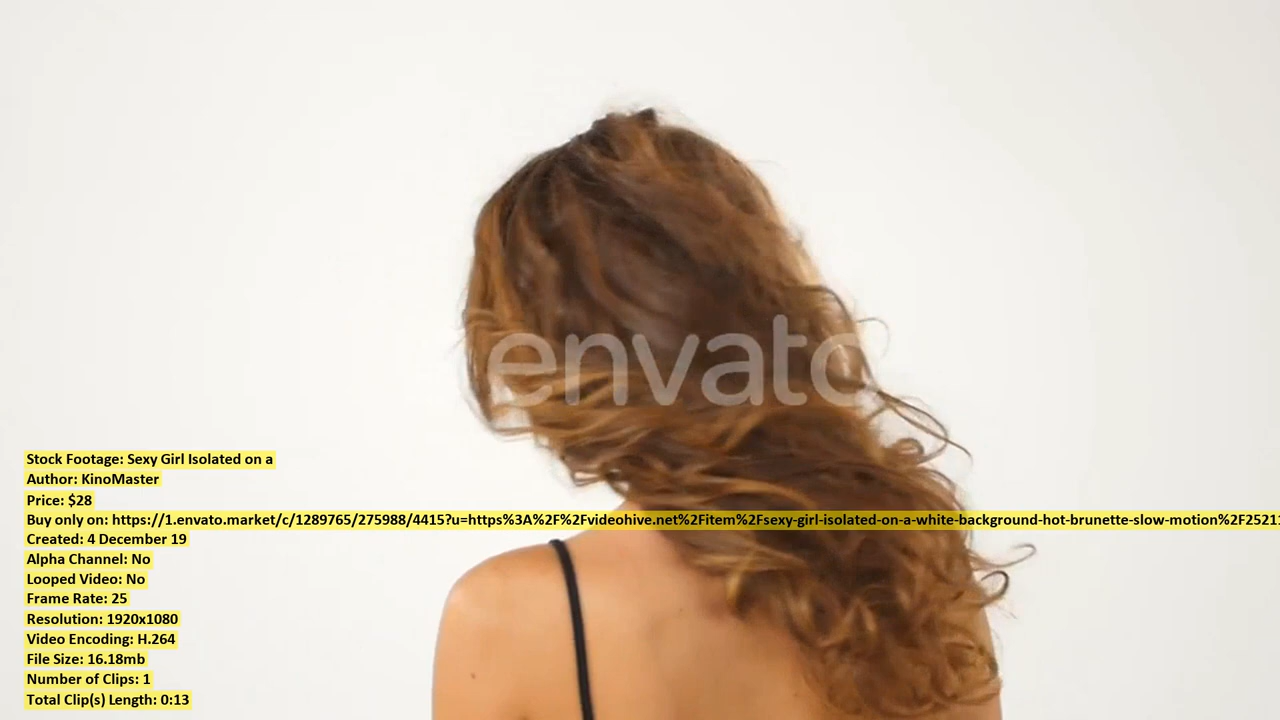 envato
Stock Footage: Sexy Girl Isolated on a
Author: KinoMaster
Price: $28
Buy only on: https://1.envato.market/c/1289765/275988/4415?u=https%3A%2F%2Fvideohive.net%2Fitem%2Fsexy-girl-isolated-on-a-white-background-hot-brunette-slow-motion%2F2521
Created: 4 December 19
Alpha Channel: No
Looped Video: No
Frame Rate: 25
Resolution: 1920x1080
Video Encoding: H.264
File Size: 16.18mb
Number of Clips: 1
Total Clip(s) Length: 0:13